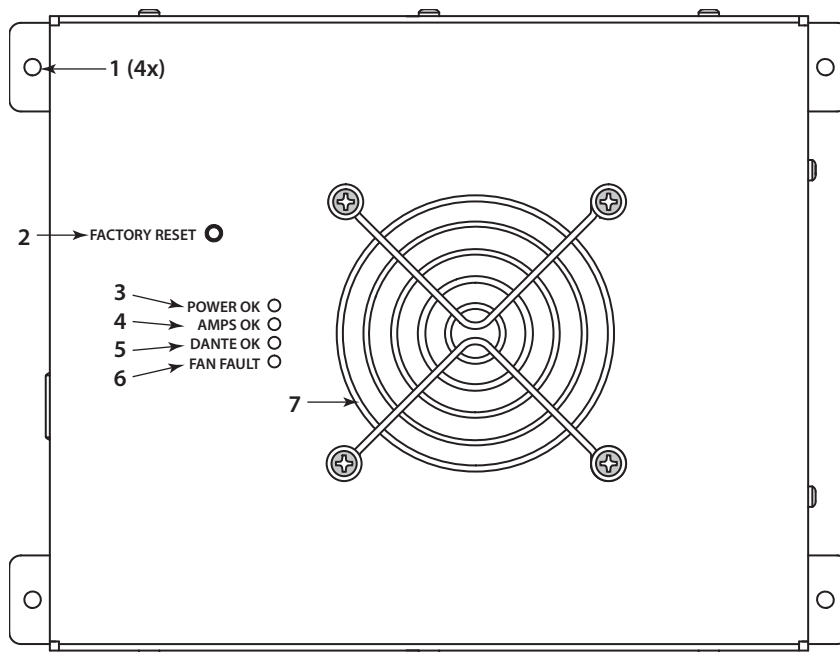 1 (4x)
2 FACTORY RESET
3 POWER OK
4 AMPS OK
5 DANTE OK
6 FAN FAULT
7